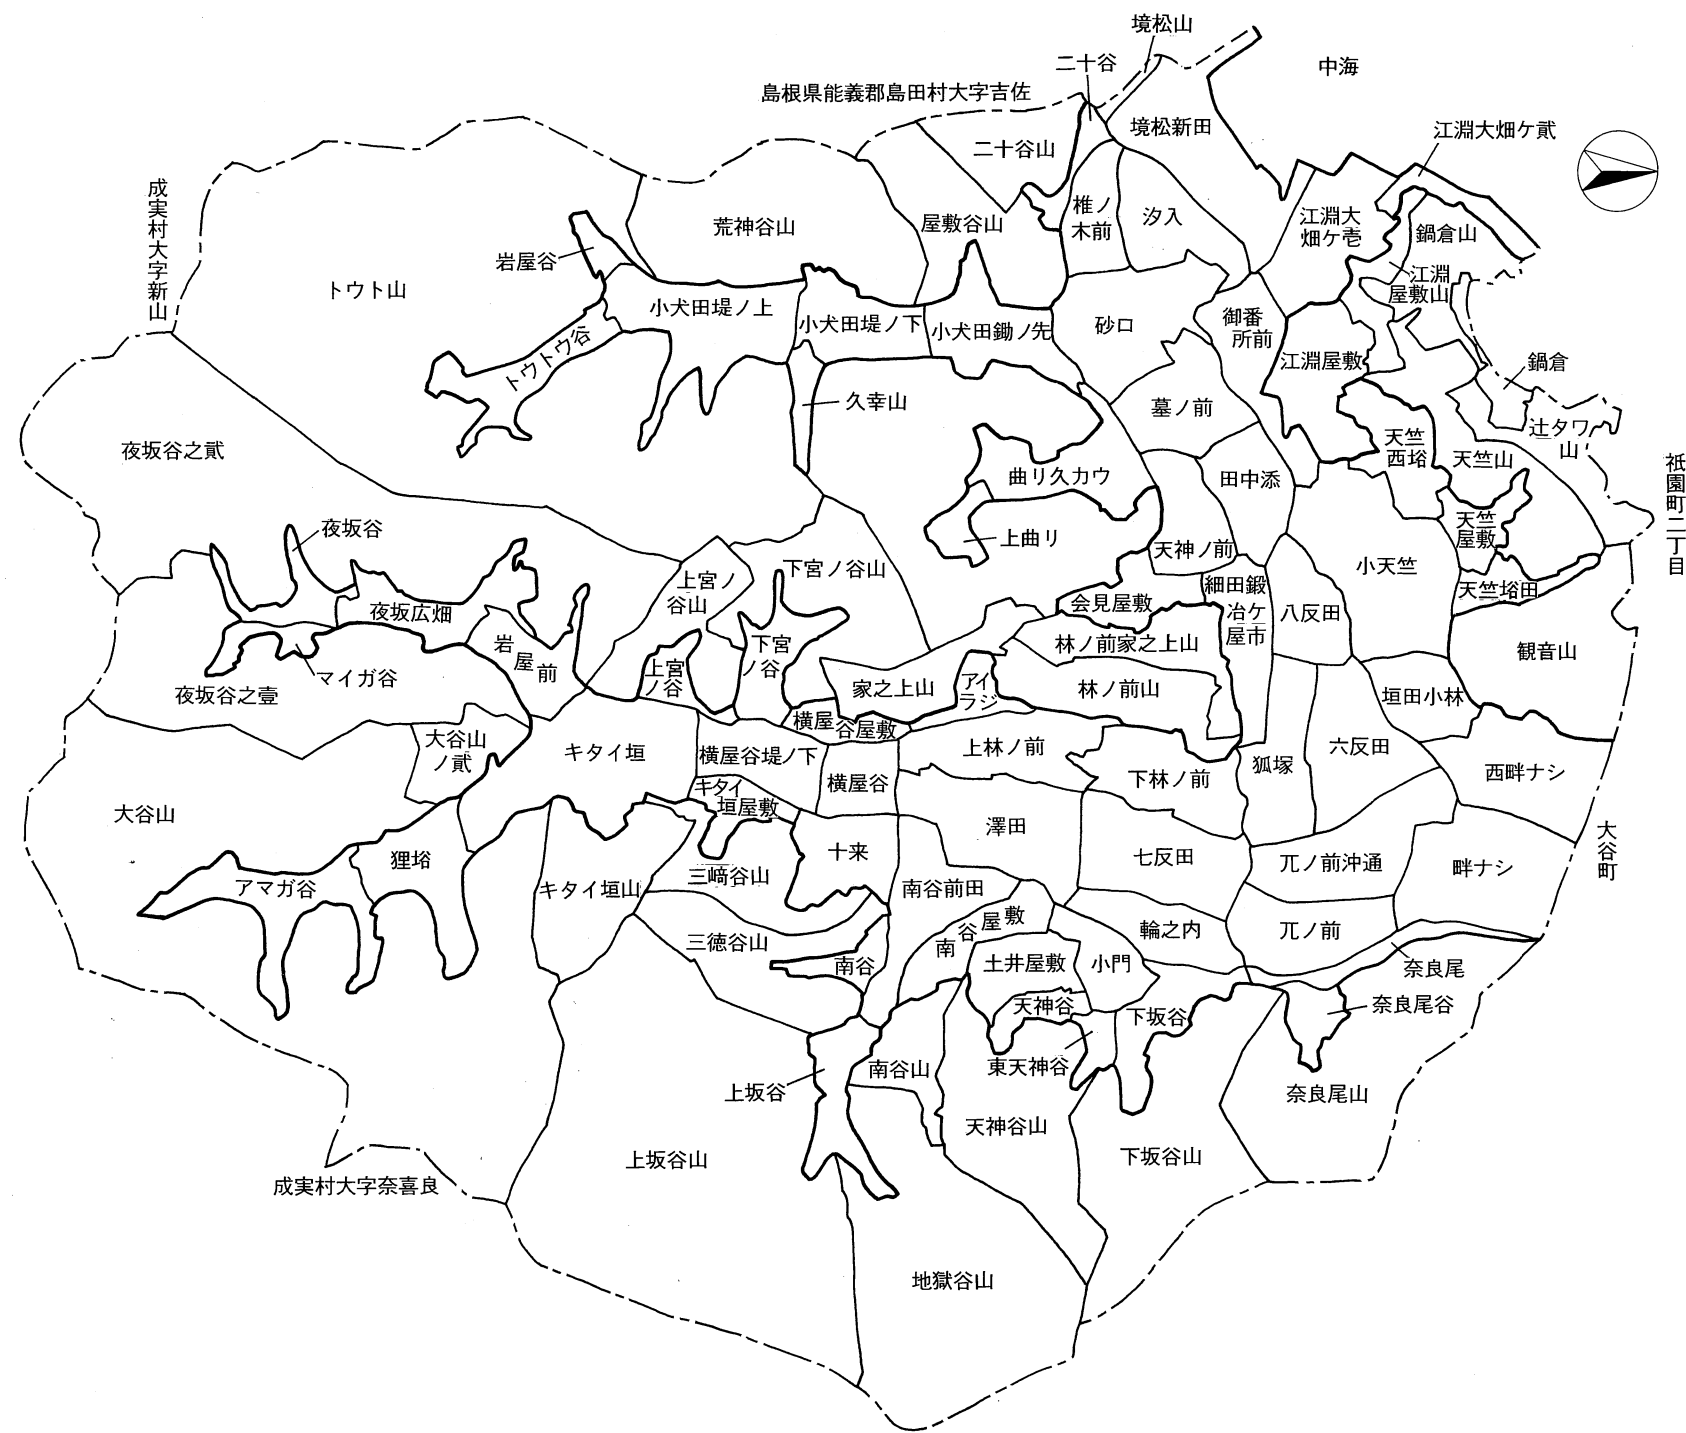 境松山
二十谷
中海
島根県能義郡島田村大字吉佐
境松新田
江淵大畑ケ貳
二十谷山
成実村大字新山
荒神谷山
屋敷谷山
椎ノ
木前
汐入
江淵大
畑ケ壱
鍋倉山
岩屋谷
江淵
屋敷山
トウト山
小犬田堤ノ上
小犬田堤ノ下
小犬田鋤ノ先
砂口
御番
所前
トウトウ谷
江淵屋敷
鍋倉
久幸山
墓ノ前
辻タワ
山
夜坂谷之貳
天竺
西峪
天竺山
祇園町二丁目
曲リ久カウ
田中添
夜坂谷
天竺
屋敷
上曲リ
天神ノ前
小天竺
下宮ノ谷山
上宮ノ
谷山
細田鍛
冶ケ
屋市
天竺峪田
夜坂広畑
会見屋敷
八反田
岩屋前
下宮
ノ谷
林ノ前家之上山
観音山
マイガ谷
上宮
ノ谷
家之上山
アイ
ラジ
林ノ前山
夜坂谷之壹
垣田小林
横屋
谷屋敷
大谷山
ノ貳
キタイ垣
横屋谷堤ノ下
上林ノ前
六反田
狐塚
西畔ナシ
横屋谷
下林ノ前
キタイ
垣屋敷
大谷山
澤田
大谷町
狸峪
十来
七反田
兀ノ前沖通
畔ナシ
アマガ谷
キタイ垣山
三﨑谷山
南谷前田
南谷屋敷
輪之内
兀ノ前
三徳谷山
南谷
土井屋敷
小門
奈良尾
天神谷
下坂谷
奈良尾谷
東天神谷
南谷山
上坂谷
奈良尾山
天神谷山
上坂谷山
下坂谷山
成実村大字奈喜良
地獄谷山